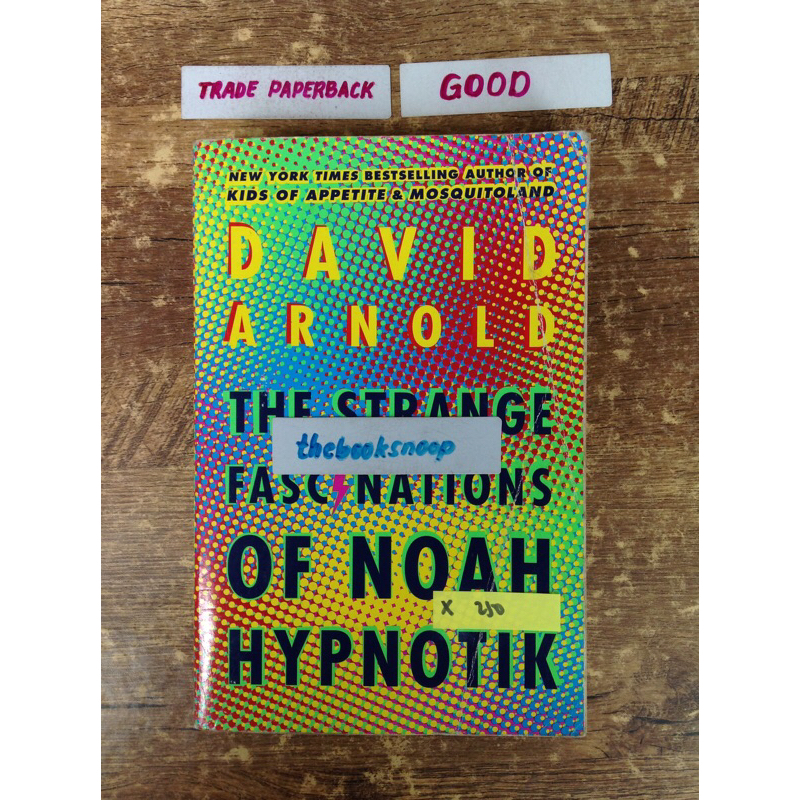 TRADE PAPERBACK
GOOD
NEW YORK TIMES BESTSELLING AUTHOR OF
KIDS OF APPETITE & MOSQUITOLAND
DAVID
ARNOLD
THE STRANGE
thebooksnoop
FASCINATIONS
OF NOAH
X 210
HYPNOTIK